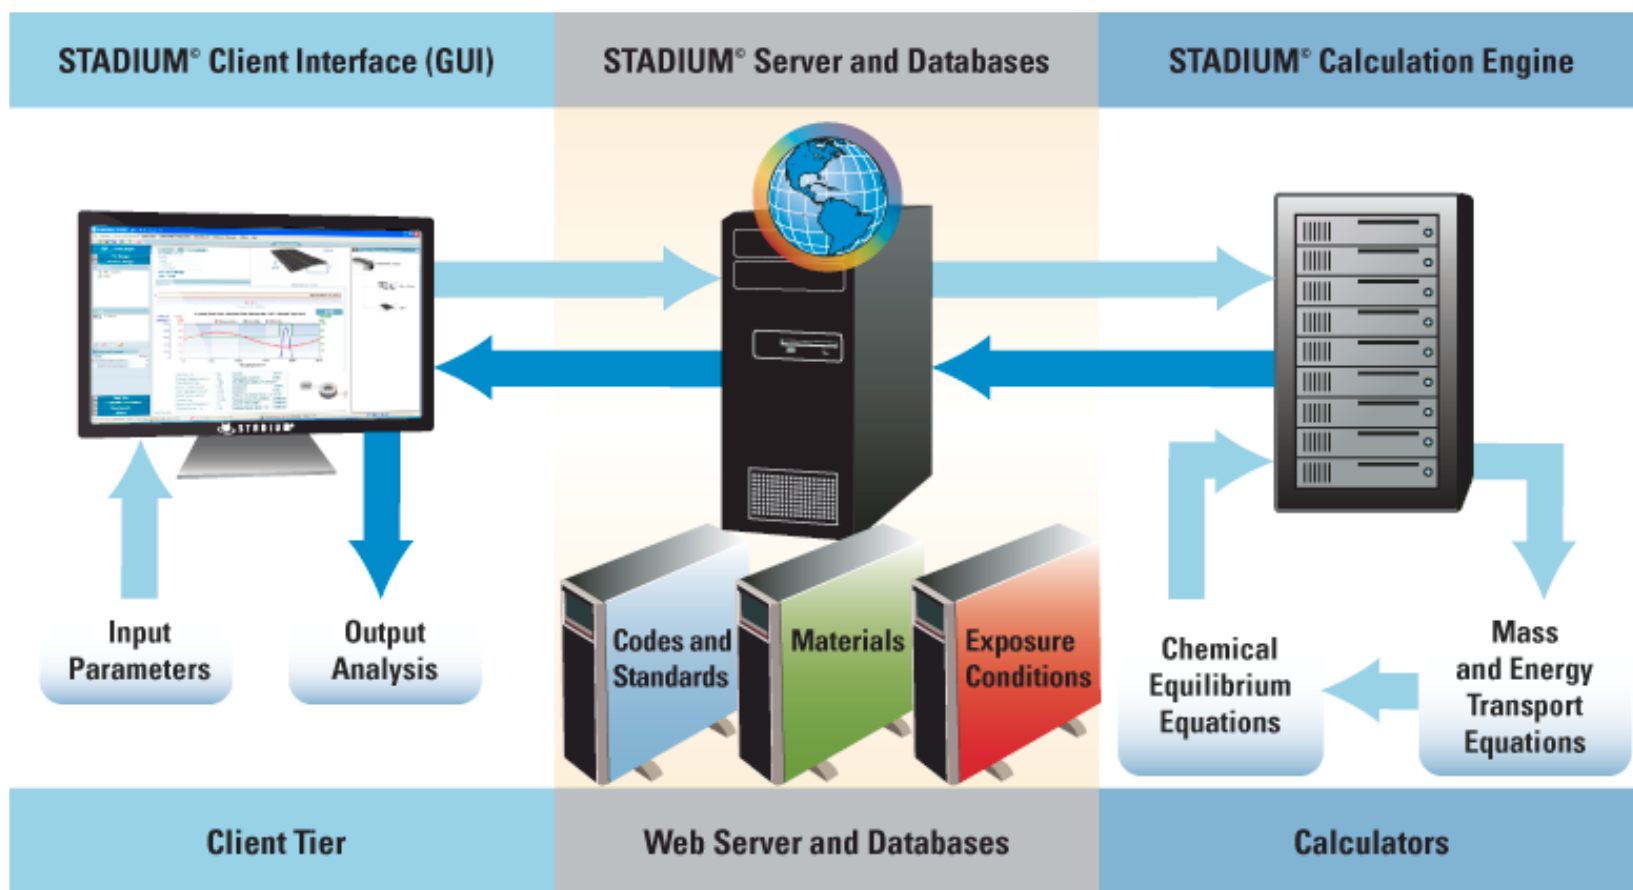 STADIUM© Client Interface (GUI)
STADIUM© Server and Databases
STADIUM© Calculation Engine
STADIUM®
Input
Parameters
Output
Analysis
Codes and
Standards
Materials
Exposure
Conditions
Chemical
Equilibrium
Equations
Mass
and Energy
Transport
Equations
Client Tier
Web Server and Databases
Calculators